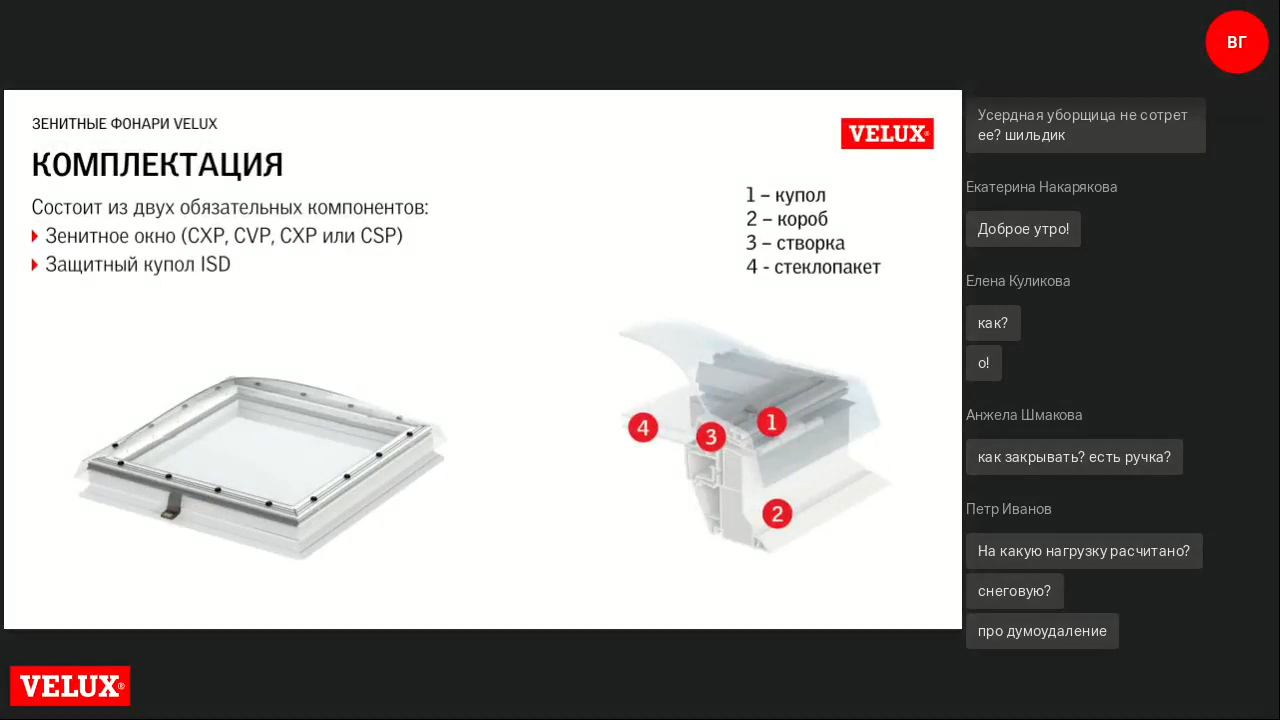 ВГ
ЗЕНИТНЫЕ ФОНАРИ VELUX
VELUX®
КОМПЛЕКТАЦИЯ
Состоит из двух обязательных компонентов:
Зенитное окно (CXP, CVP, CXP или CSP)
Защитный купол ISD
1 – купол
2 – короб
3 – створка
4 - стеклопакет
4
3
1
2
Усердная уборщица не сотрет
ее? шильдик
Екатерина Накарякова
Доброе утро!
Елена Куликова
как?
о!
Анжела Шмакова
как закрывать? есть ручка?
Петр Иванов
На какую нагрузку расчитано?
снеговую?
про думоудаление
VELUX®